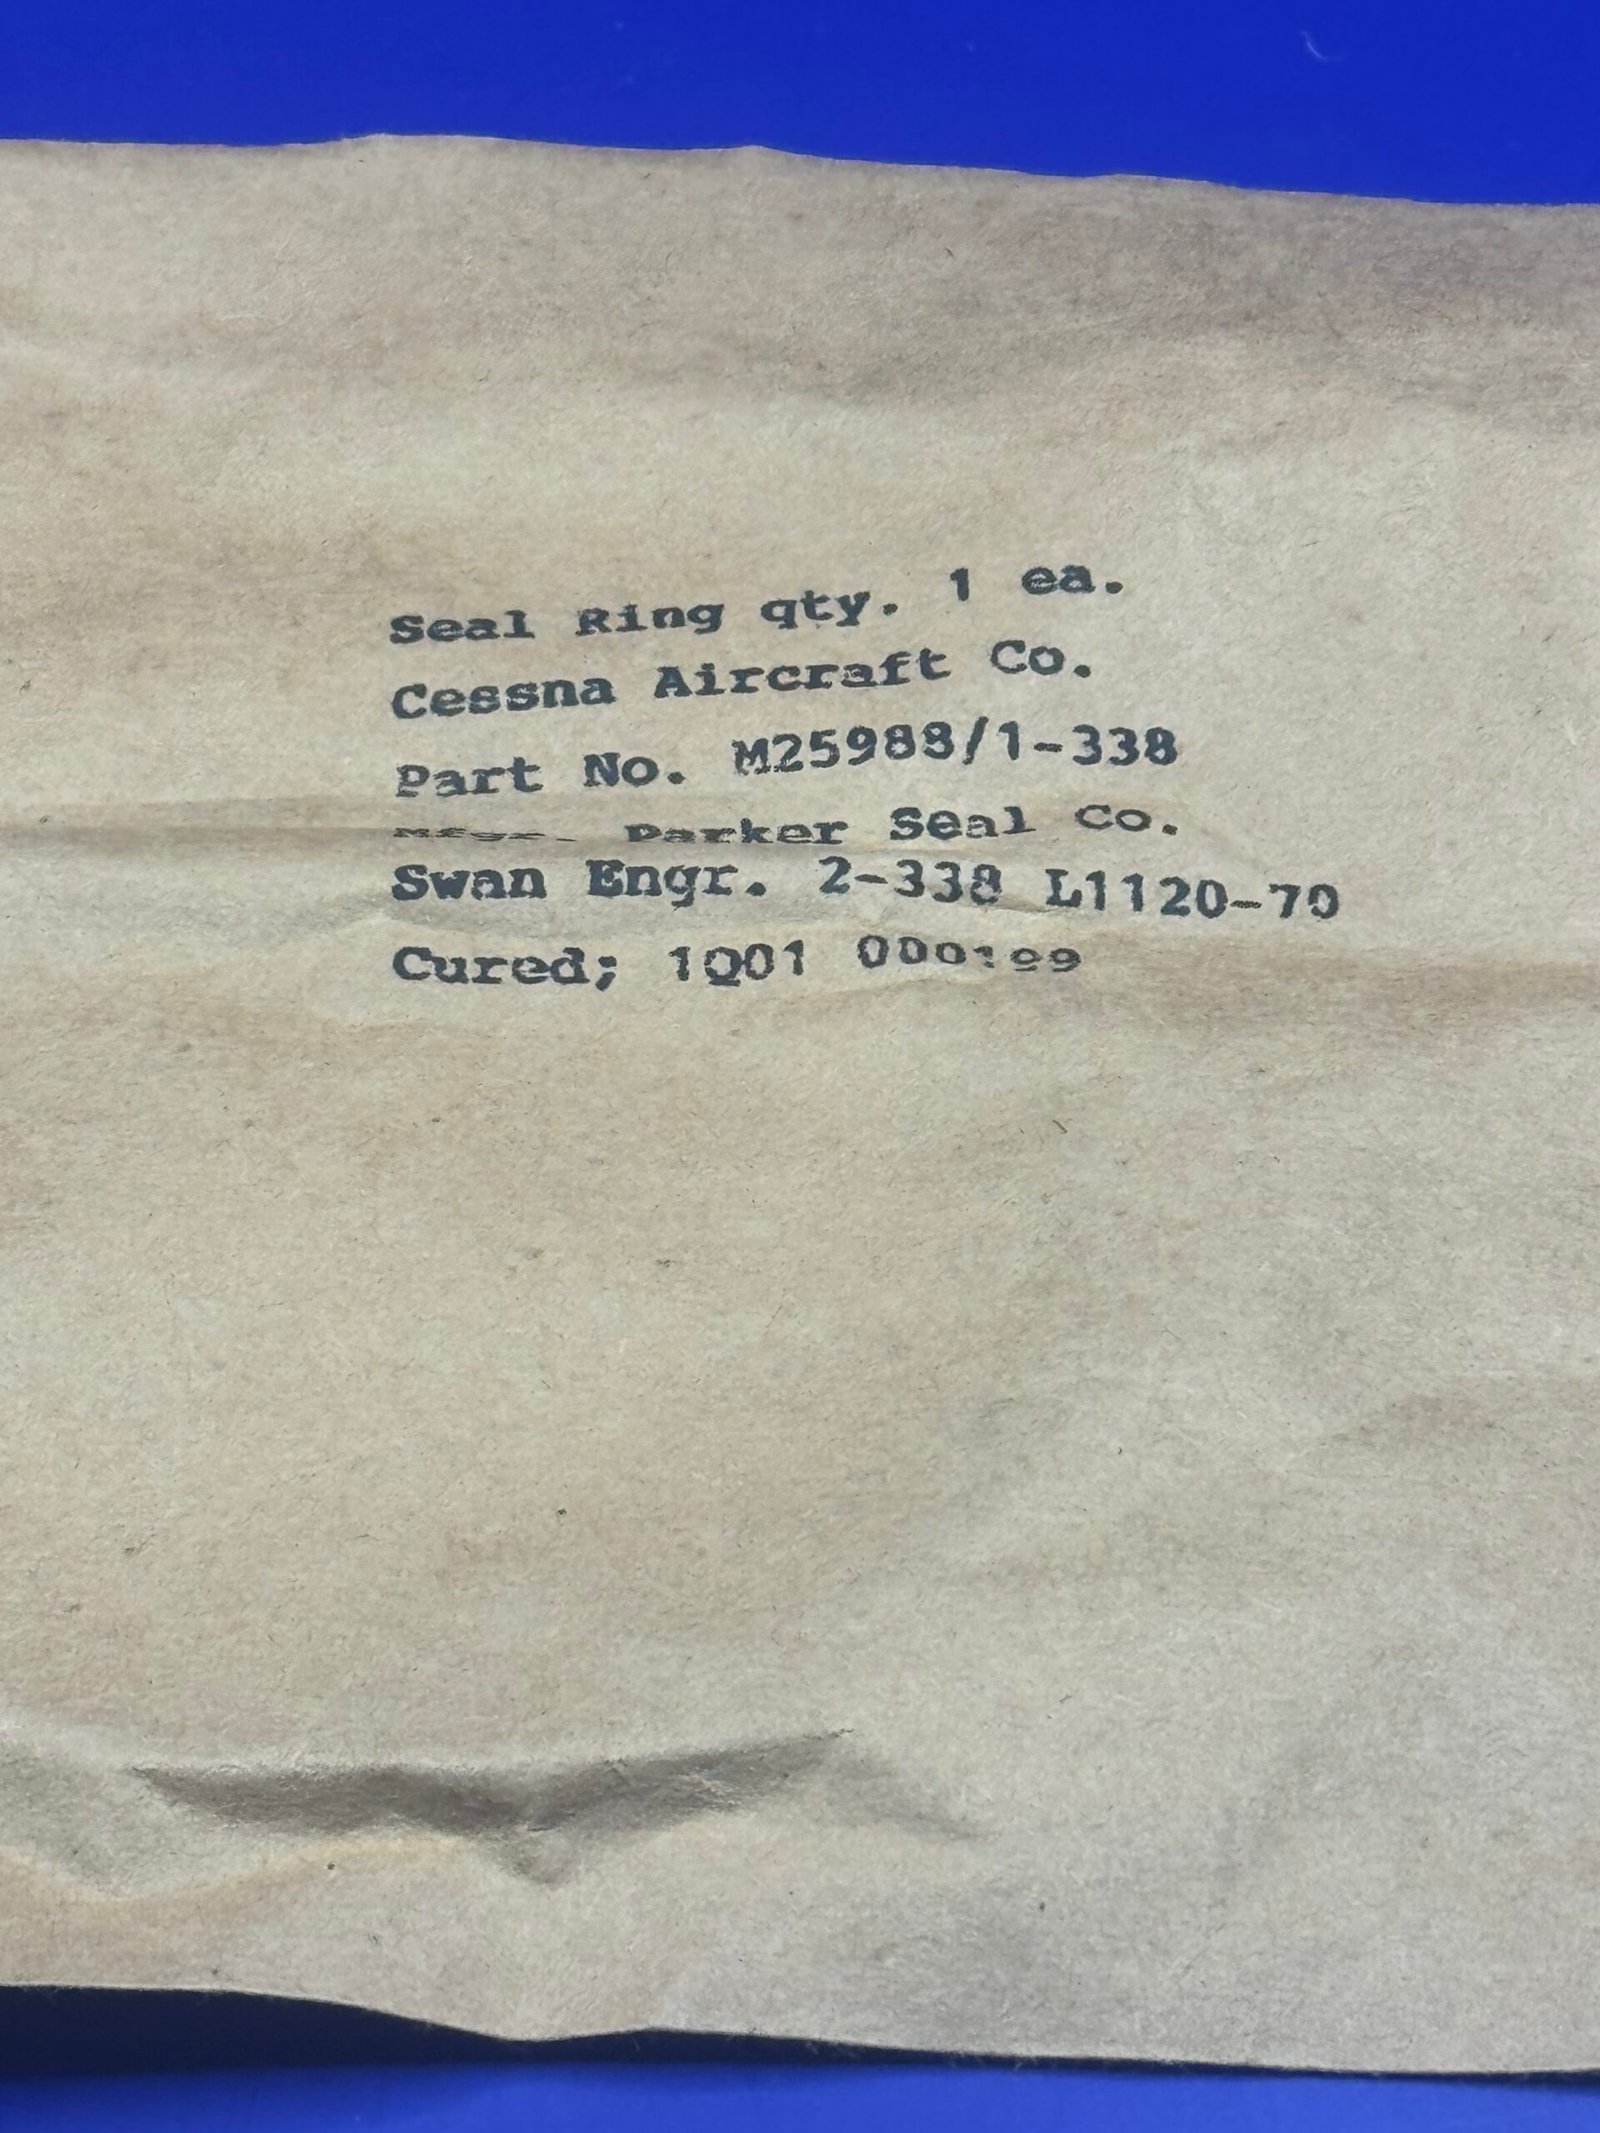 Seal Ring qty. 1 ea.
Cessna Aircraft Co.
Part No. M25988/1-338
Mfgr. Parker Seal Co.
Swan Engr. 2-338 L1120-70
Cured; 1Q01